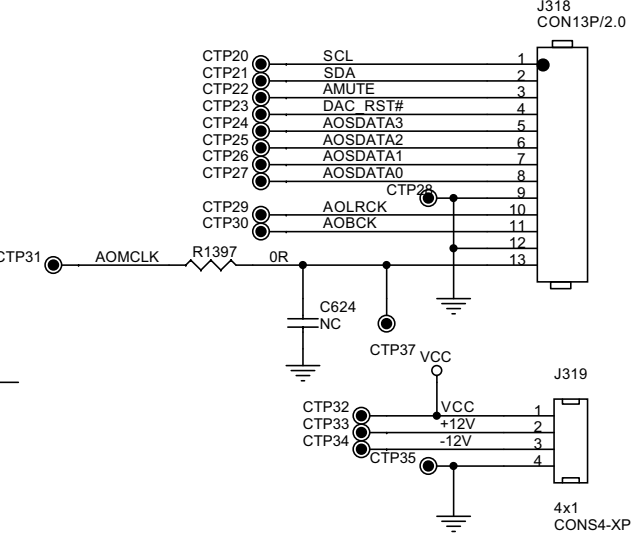 J318
CON13P/2.0
CTP20 SCL 1
CTP21 SDA 2
CTP22 AMUTE 3
CTP23 DAC_RST# 4
CTP24 AOSDATA3 5
CTP25 AOSDATA2 6
CTP26 AOSDATA1 7
CTP27 AOSDATA0 8
CTP28 9
CTP29 AOLRCK 10
CTP30 AOBCK 11
12
CTP31 AOMCLK R1397 0R 13
C624
NC
CTP37
VCC
J319
CTP32 VCC 1
CTP33 +12V 2
CTP34 -12V 3
CTP35 4
4x1
CONS4-XP